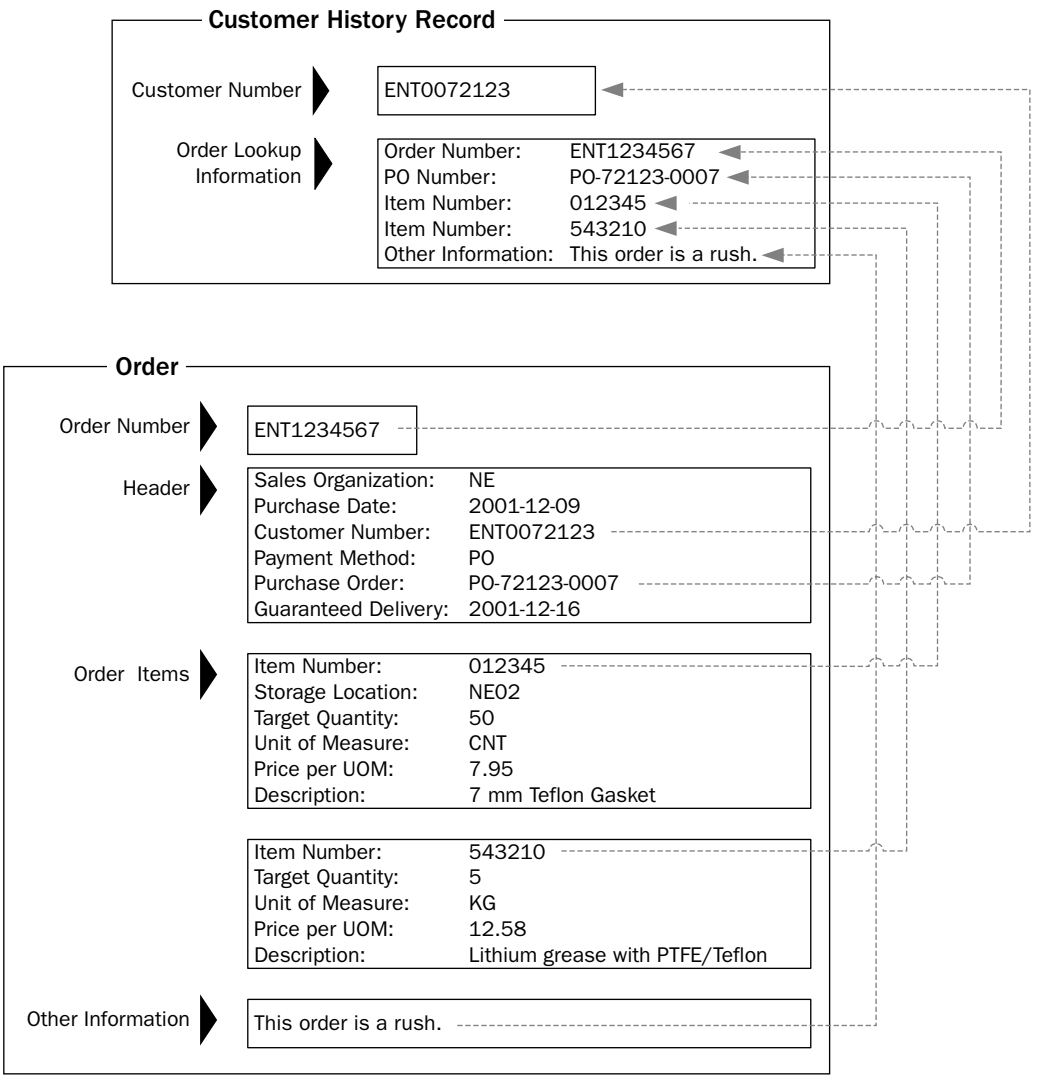 Customer History Record
Customer Number ENT0072123
Order Lookup Information
Order Number: ENT1234567
PO Number: PO-72123-0007
Item Number: 012345
Item Number: 543210
Other Information: This order is a rush.
Order
Order Number ENT1234567
Header
Sales Organization: NE
Purchase Date: 2001-12-09
Customer Number: ENT0072123
Payment Method: PO
Purchase Order: PO-72123-0007
Guaranteed Delivery: 2001-12-16
Order Items
Item Number: 012345
Storage Location: NE02
Target Quantity: 50
Unit of Measure: CNT
Price per UOM: 7.95
Description: 7 mm Teflon Gasket
Item Number: 543210
Target Quantity: 5
Unit of Measure: KG
Price per UOM: 12.58
Description: Lithium grease with PTFE/Teflon
Other Information This order is a rush.